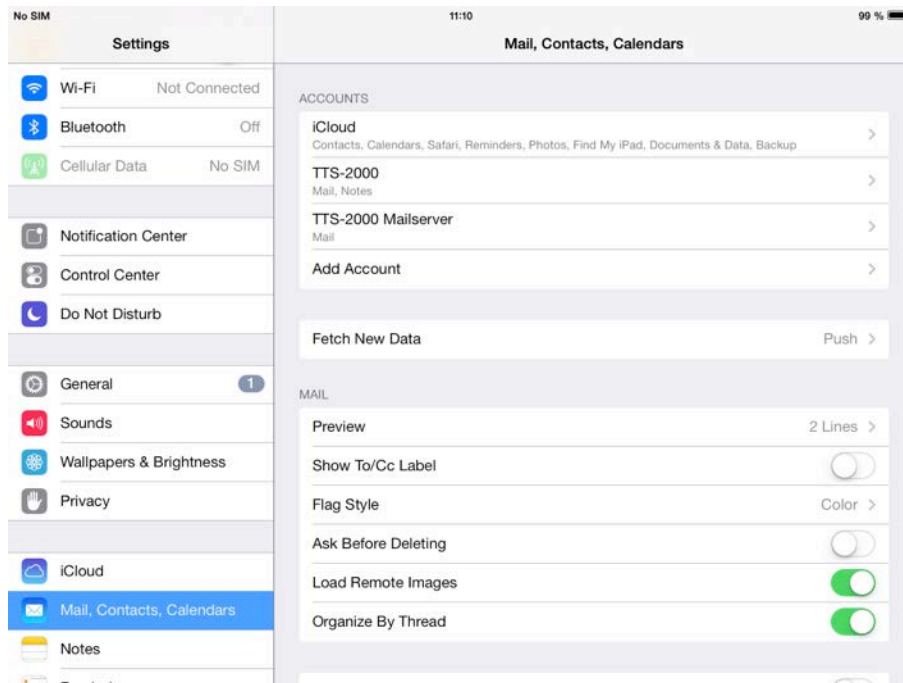 No SIM
11:10
99 %
Settings
Mail, Contacts, Calendars
Wi-Fi Not Connected
Bluetooth Off
Cellular Data No SIM
Notification Center
Control Center
Do Not Disturb
General 1
Sounds
Wallpapers & Brightness
Privacy
iCloud
Mail, Contacts, Calendars
Notes
ACCOUNTS
iCloud
Contacts, Calendars, Safari, Reminders, Photos, Find My iPad, Documents & Data, Backup
TTS-2000
Mail, Notes
TTS-2000 Mailserver
Mail
Add Account
Fetch New Data Push
MAIL
Preview 2 Lines
Show To/Cc Label
Flag Style Color
Ask Before Deleting
Load Remote Images
Organize By Thread